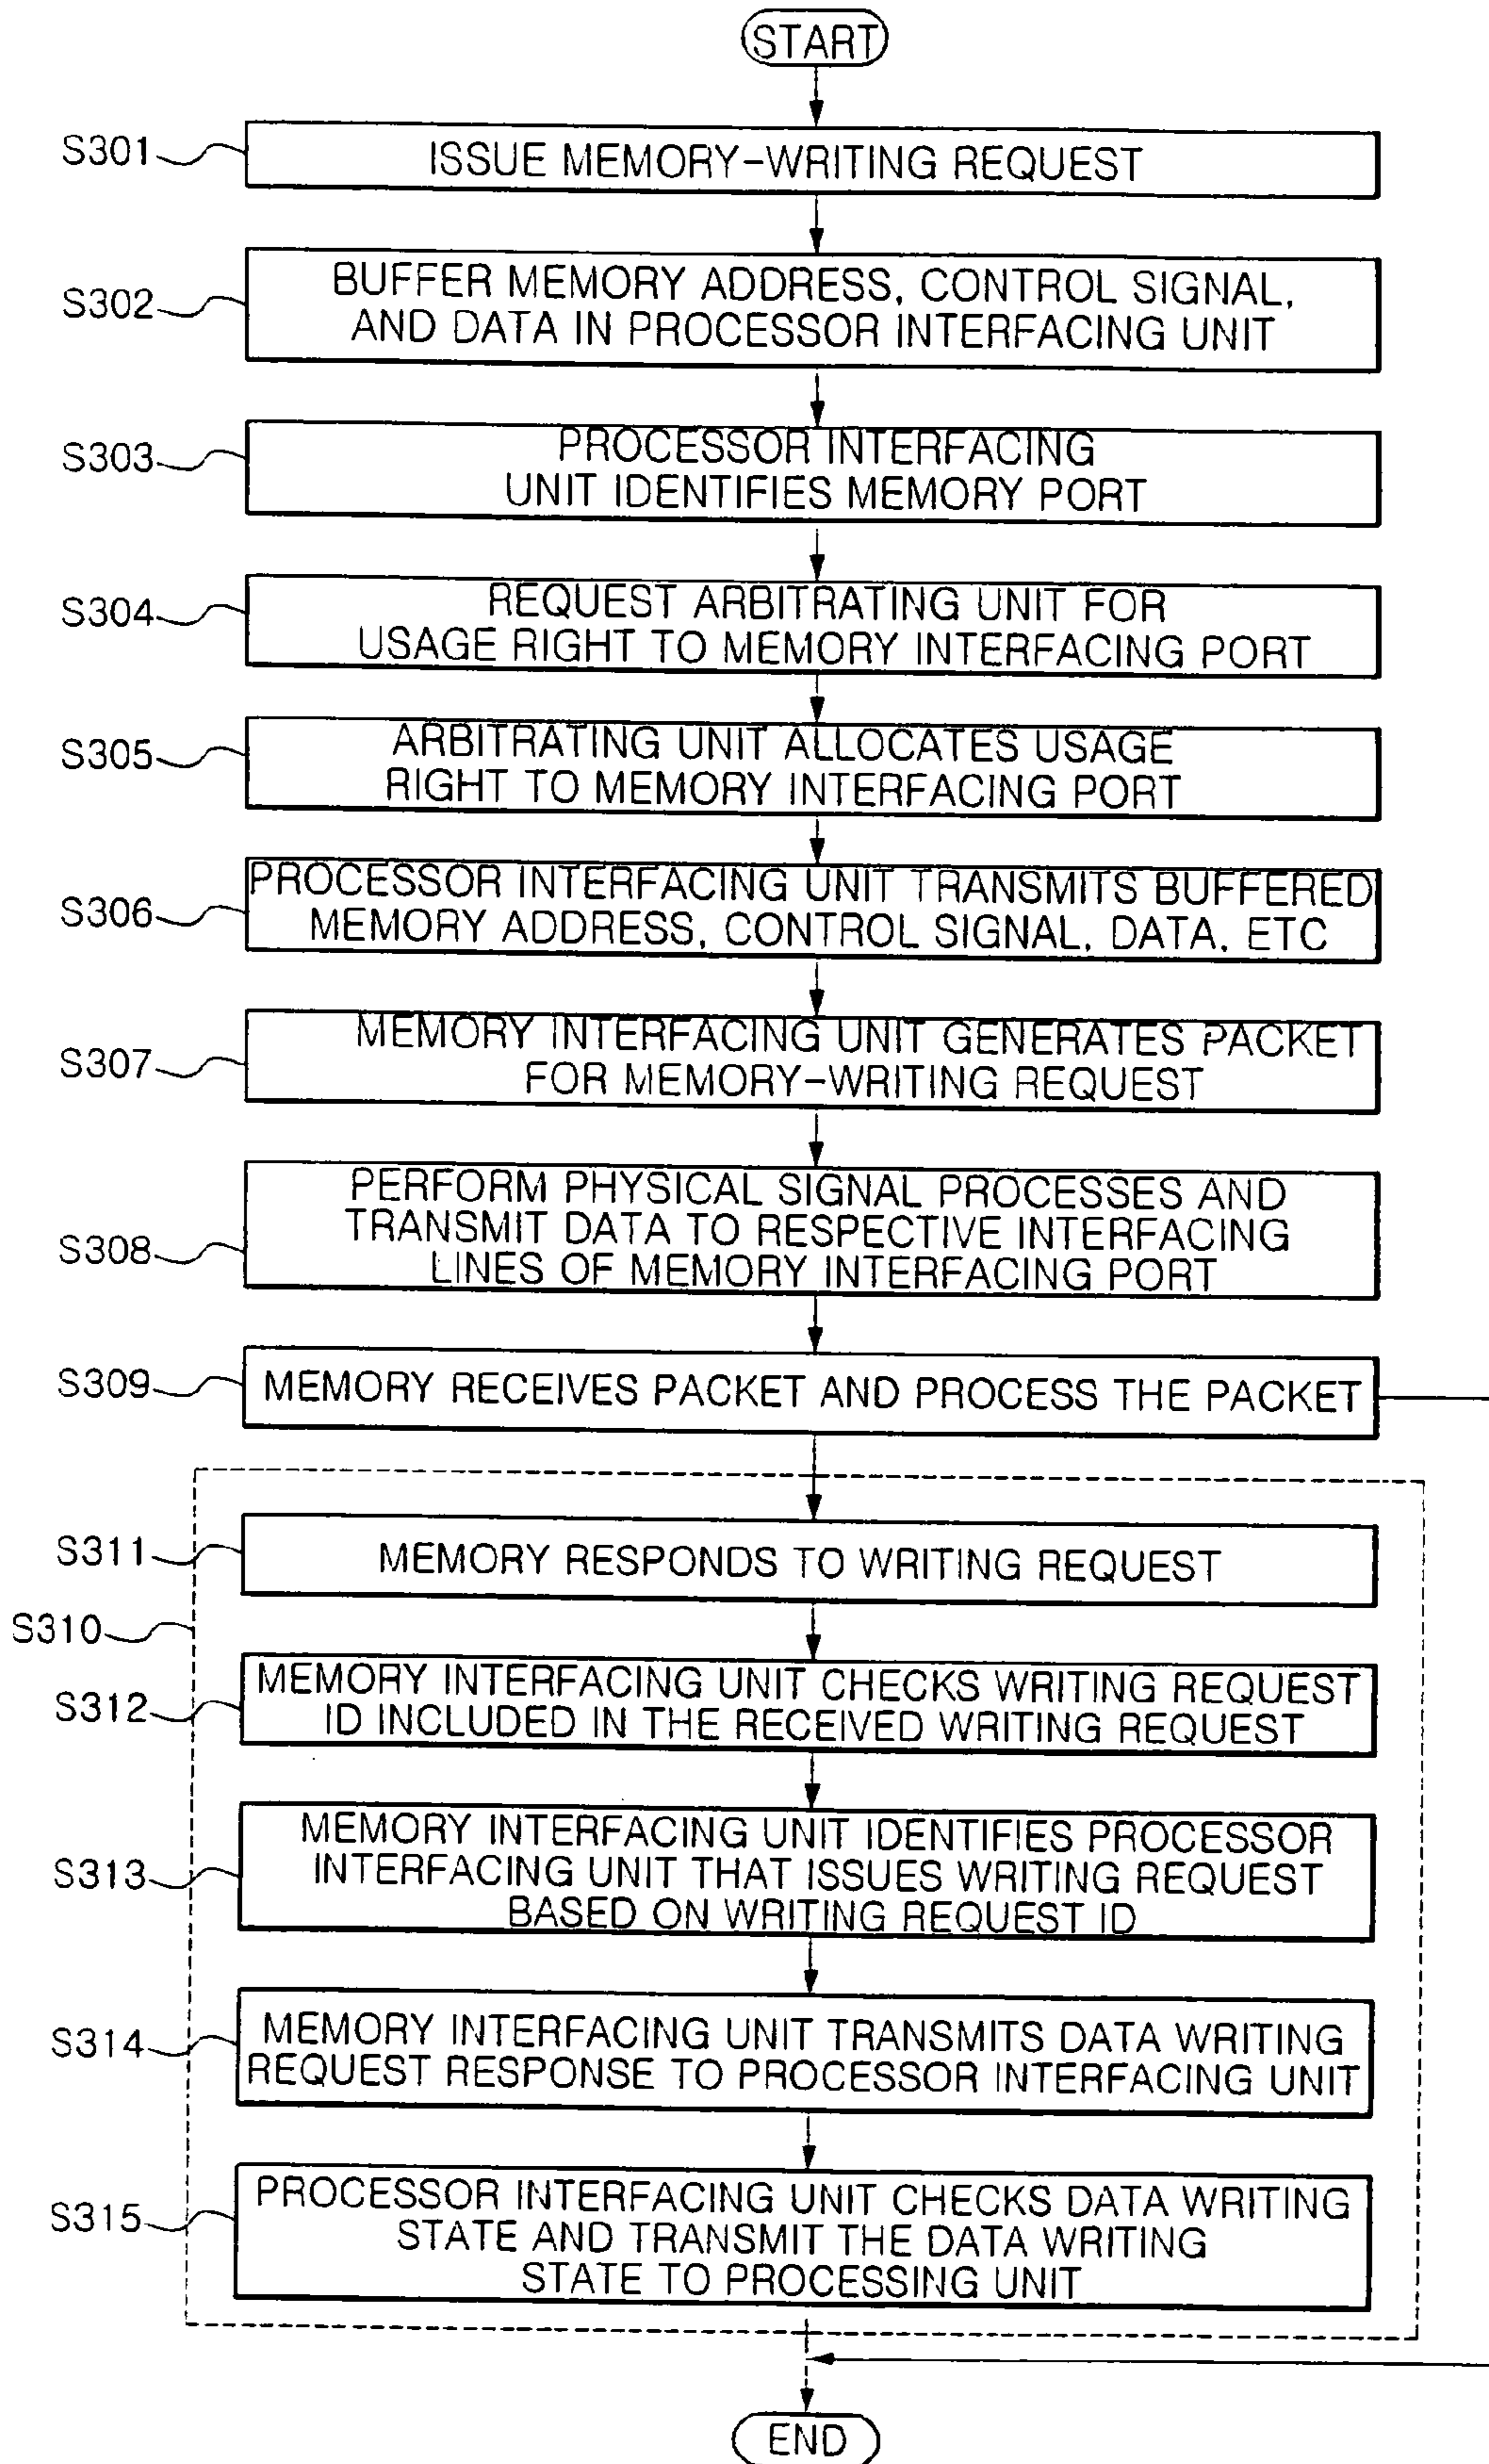 START
S301
ISSUE MEMORY-WRITING REQUEST
S302
BUFFER MEMORY ADDRESS, CONTROL SIGNAL,
AND DATA IN PROCESSOR INTERFACING UNIT
S303
PROCESSOR INTERFACING
UNIT IDENTIFIES MEMORY PORT
S304
REQUEST ARBITRATING UNIT FOR
USAGE RIGHT TO MEMORY INTERFACING PORT
S305
ARBITRATING UNIT ALLOCATES USAGE
RIGHT TO MEMORY INTERFACING PORT
S306
PROCESSOR INTERFACING UNIT TRANSMITS BUFFERED
MEMORY ADDRESS, CONTROL SIGNAL, DATA, ETC
S307
MEMORY INTERFACING UNIT GENERATES PACKET
FOR MEMORY-WRITING REQUEST
S308
PERFORM PHYSICAL SIGNAL PROCESSES AND
TRANSMIT DATA TO RESPECTIVE INTERFACING
LINES OF MEMORY INTERFACING PORT
S309
MEMORY RECEIVES PACKET AND PROCESS THE PACKET
S310
S311
MEMORY RESPONDS TO WRITING REQUEST
S312
MEMORY INTERFACING UNIT CHECKS WRITING REQUEST
ID INCLUDED IN THE RECEIVED WRITING REQUEST
S313
MEMORY INTERFACING UNIT IDENTIFIES PROCESSOR
INTERFACING UNIT THAT ISSUES WRITING REQUEST
BASED ON WRITING REQUEST ID
S314
MEMORY INTERFACING UNIT TRANSMITS DATA WRITING
REQUEST RESPONSE TO PROCESSOR INTERFACING UNIT
S315
PROCESSOR INTERFACING UNIT CHECKS DATA WRITING
STATE AND TRANSMIT THE DATA WRITING
STATE TO PROCESSING UNIT
END